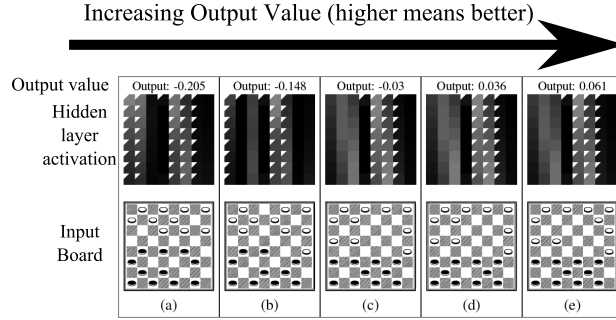 Increasing Output Value (higher means better)
Output value
Output: -0.205
Output: -0.148
Output: -0.03
Output: 0.036
Output: 0.061
Hidden
layer
activation
Input
Board
(a)
(b)
(c)
(d)
(e)